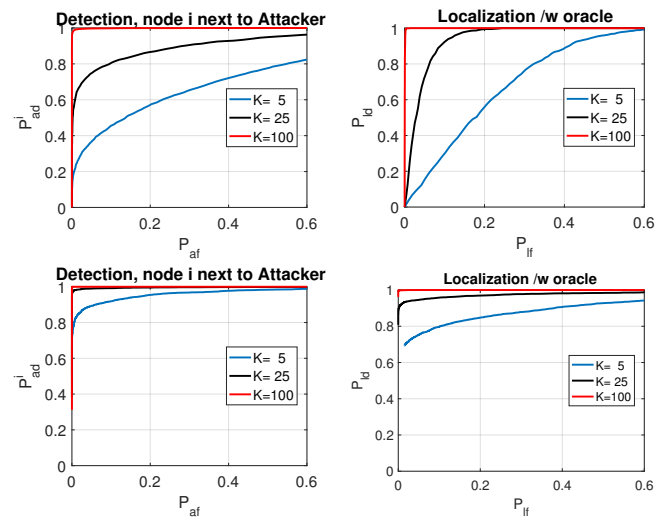 Detection, node i next to Attacker
1
0.8
0.6
0.4
0.2
0
0 0.2 0.4 0.6
P^i_ad
P_af
K= 5
K= 25
K=100
Localization /w oracle
1
0.8
0.6
0.4
0.2
0
0 0.2 0.4 0.6
P_ld
P_lf
K= 5
K= 25
K=100
Detection, node i next to Attacker
1
0.8
0.6
0.4
0.2
0
0 0.2 0.4 0.6
P^i_ad
P_af
K= 5
K= 25
K=100
Localization /w oracle
1
0.8
0.6
0.4
0.2
0
0 0.2 0.4 0.6
P_ld
P_lf
K= 5
K= 25
K=100